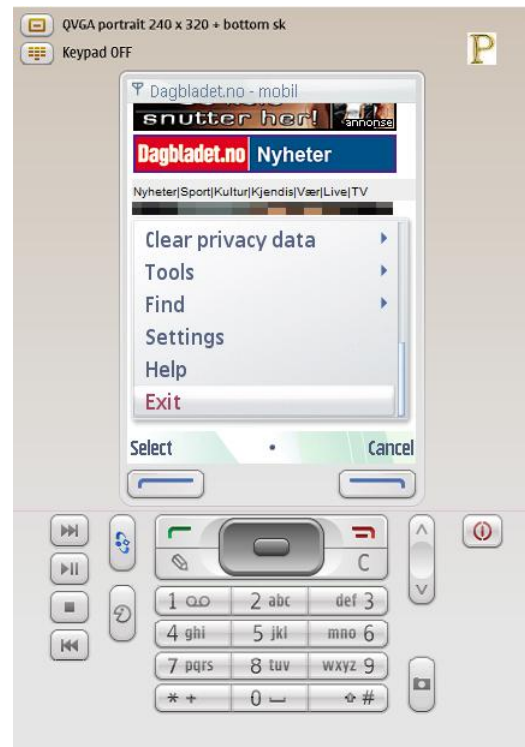 QVGA portrait 240 x 320 + bottom sk
Keypad OFF
P
Dagbladet.no - mobil
snutter her!
annonse
Dagbladet.no Nyheter
Nyheter|Sport|Kultur|Kjendis|Vær|Live|TV
Clear privacy data
Tools
Find
Settings
Help
Exit
Select Cancel
C
1 2 abc def 3
4 ghi 5 jkl mno 6
7 pqrs 8 tuv wxyz 9
* + 0 #